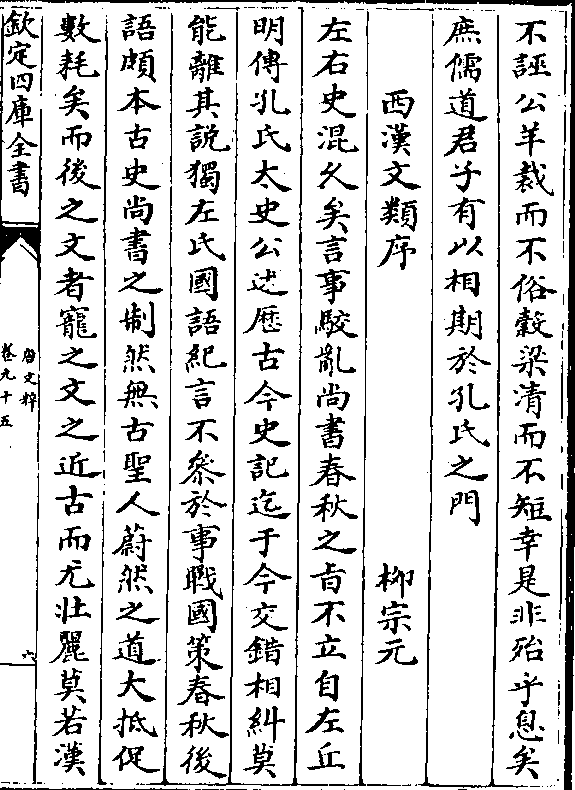 不誣公羊裁而不俗穀梁清而不短幸是非殆乎息矣
庶儒道君子有以相期於孔氏之門
西漢文類序　柳宗元
左右史混久矣言事駮亂尚書春秋之旨不立自左丘
明傳孔氏太史公述歷古今史記迄于今交錯相糾莫
能離其說獨左氏國語紀言不叅於事戰國策春秋後
語頗本古史尚書之制然無古聖人蔚然之道大抵促
數耗矣而後之文者寵之文之近古而尤壯麗莫若漢
欽定四庫全書
唐文粹
卷九十五
六